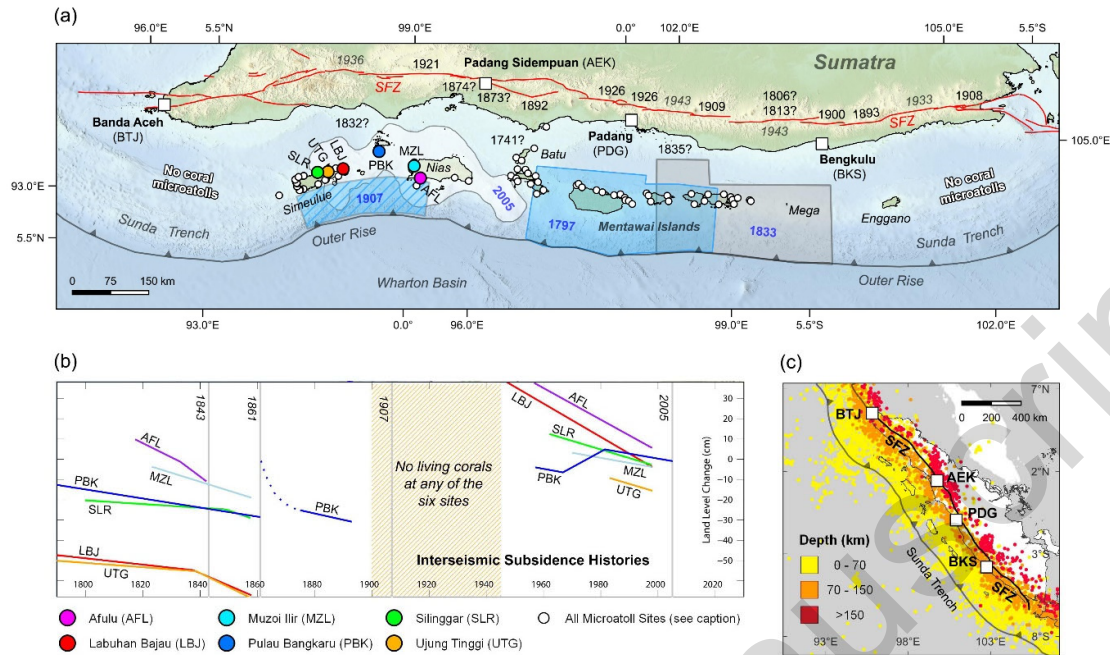 (a)
96.0°E 5.5°N 99.0°E 0.0° 102.0°E 105.0°E 5.5°S
1936 1921 Padang Sidempuan (AEK) Sumatra
SFZ 1874? 1873? 1892 1926 1926 1943 1909 1806? 1813? 1900 1893 1933 1908
1943 SFZ
Banda Aceh
(BTJ)
1832? 1741? Padang
(PDG)
1835? Bengkulu
(BKS)
105.0°E
No coral
microatolls
SLR UTG LBJ PBK MZL Nias AFL Batu
No coral
microatolls
93.0°E
Simeulue 1907 2005 1797 Mentawai Islands 1833 Mega Enggano
Sunda Trench Outer Rise Sunda Trench
5.5°N
Wharton Basin Outer Rise
0 75 150 km
93.0°E 0.0° 96.0°E 99.0°E 5.5°S 102.0°E
(b)
1843 1861 1907 2005
AFL MZL PBK SLR LBJ UTG PBK
No living corals
at any of the
six sites
LBJ AFL SLR MZL PBK UTG
Interseismic Subsidence Histories
30
20
10
0
-10
-20
-30
-40
-50
Land Level Change (cm)
1800 1820 1840 1860 1880 1900 1920 1940 1960 1980 2000 2020
Afulu (AFL) Muzoi Ilir (MZL) Silinggar (SLR) All Microatoll Sites (see caption)
Labuhan Bajau (LBJ) Pulau Bangkaru (PBK) Ujung Tinggi (UTG)
(c)
7°N
0 200 400 km
BTJ
SFZ
2°N
AEK
PDG
Depth (km)
0 - 70
70 - 150
>150
BKS
3°S
Sunda Trench
SFZ
8°S
93°E 98°E 103°E